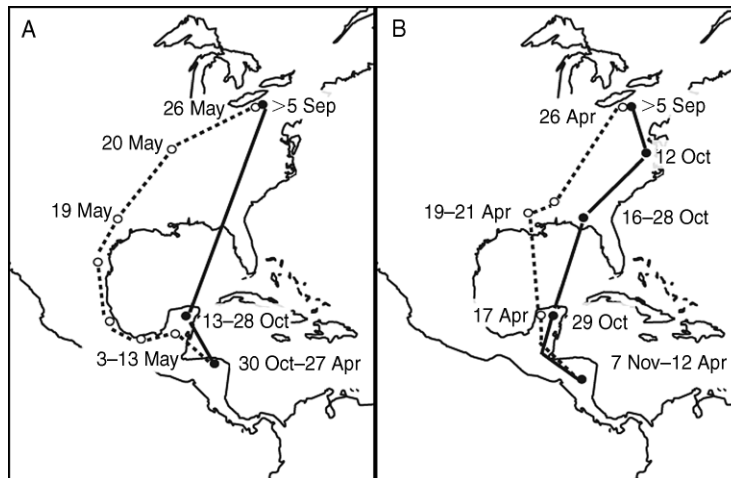 A
26 May
>5 Sep
20 May
19 May
13–28 Oct
3–13 May
30 Oct–27 Apr
B
26 Apr
>5 Sep
12 Oct
19–21 Apr
16–28 Oct
17 Apr
29 Oct
7 Nov–12 Apr